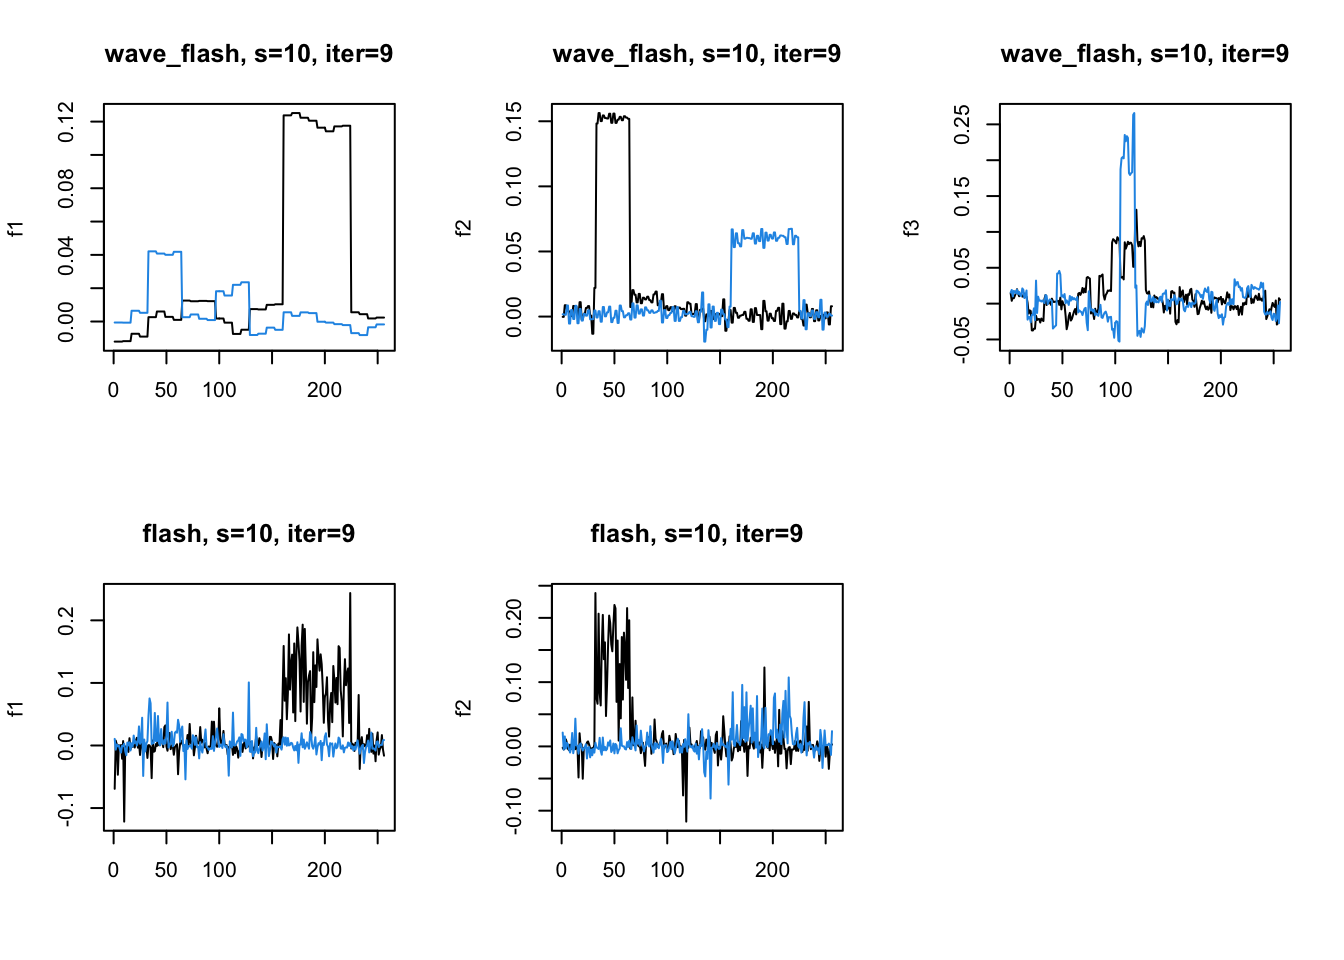 wave_flash, s=10, iter=9
f1
0.00
0.04
0.08
0.12
0 50 100 200
wave_flash, s=10, iter=9
f2
0.00
0.05
0.10
0.15
0 50 100 200
wave_flash, s=10, iter=9
f3
-0.05
0.05
0.15
0.25
0 50 100 200
flash, s=10, iter=9
f1
-0.1
0.0
0.1
0.2
0 50 100 200
flash, s=10, iter=9
f2
-0.10
0.00
0.10
0.20
0 50 100 200